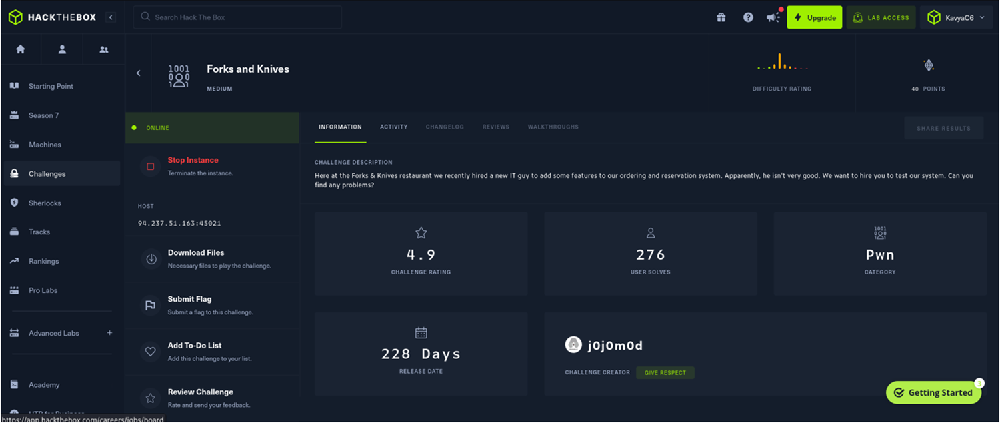 HACKTHEBOX
Search Hack The Box
Upgrade
LAB ACCESS
KavyaC6
Starting Point
Season 7
Machines
Challenges
Sherlocks
Tracks
Rankings
Pro Labs
Advanced Labs
Academy
HTB for Business
https://app.hackthebox.com/careers/jobs/board
1001
Forks and Knives
MEDIUM
DIFFICULTY RATING
40 POINTS
ONLINE
Stop Instance
Terminate the instance.
HOST
94.237.51.163:45021
Download Files
Necessary files to play the challenge.
Submit Flag
Submit a flag to this challenge.
Add To-Do List
Add this challenge to your list.
Review Challenge
Rate and send your feedback.
INFORMATION ACTIVITY CHANGELOG REVIEWS WALKTHROUGHS
SHARE RESULTS
CHALLENGE DESCRIPTION
Here at the Forks & Knives restaurant we recently hired a new IT guy to add some features to our ordering and reservation system. Apparently, he isn't very good. We want to hire you to test our system. Can you
find any problems?
4.9
CHALLENGE RATING
276
USER SOLVES
1001
Pwn
CATEGORY
228 Days
RELEASE DATE
j0j0m0d
CHALLENGE CREATOR
GIVE RESPECT
3
Getting Started